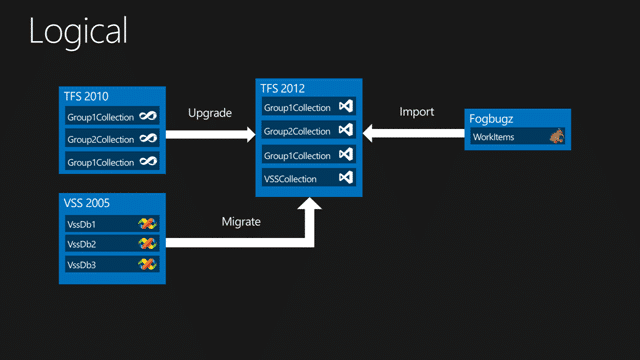 Logical
TFS 2010
Group1Collection
Group2Collection
Group1Collection
Upgrade
TFS 2012
Group1Collection
Group2Collection
Group1Collection
VSSCollection
Import
Fogbugz
WorkItems
VSS 2005
VssDb1
VssDb2
VssDb3
Migrate